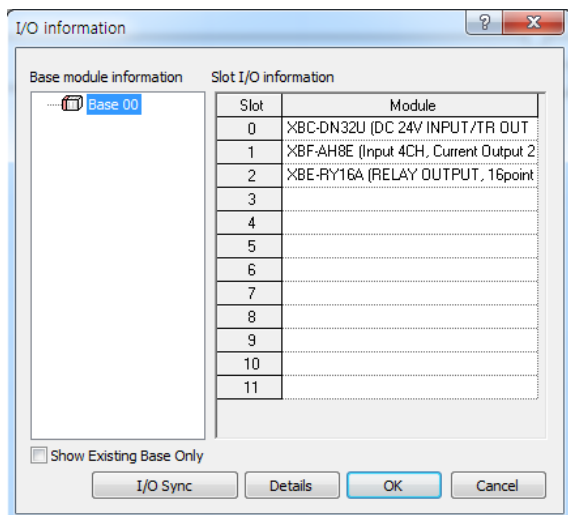 I/O information
Base module information
Slot I/O information
Base 00
Slot Module
0 XBC-DN32U (DC 24V INPUT/TR OUT
1 XBF-AH8E (Input 4CH, Current Output 2
2 XBE-RY16A (RELAY OUTPUT, 16point
3
4
5
6
7
8
9
10
11
Show Existing Base Only
I/O Sync Details OK Cancel